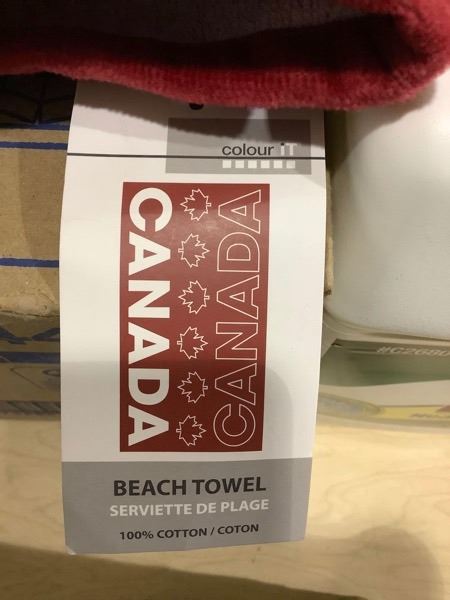 colour iT
CANADA
CANADA
BEACH TOWEL
SERVIETTE DE PLAGE
100% COTTON / COTON